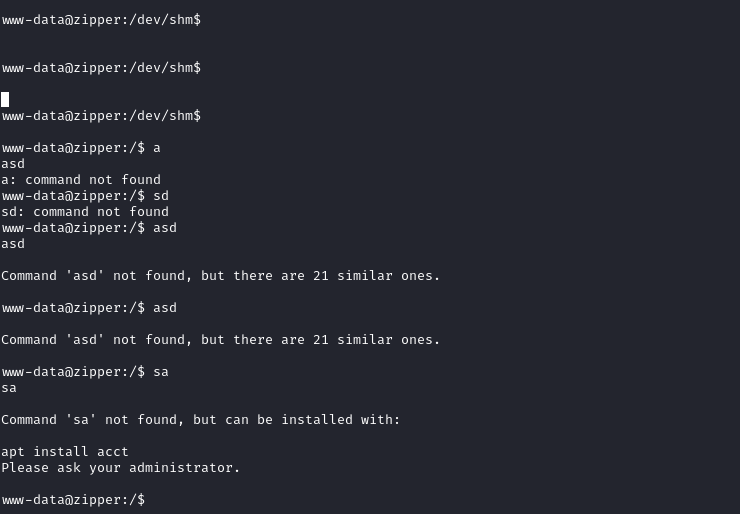 www-data@zipper:/dev/shm$
www-data@zipper:/dev/shm$
www-data@zipper:/dev/shm$
www-data@zipper:/$ a
asd
a: command not found
www-data@zipper:/$ sd
sd: command not found
www-data@zipper:/$ asd
asd
Command 'asd' not found, but there are 21 similar ones.
www-data@zipper:/$ asd
Command 'asd' not found, but there are 21 similar ones.
www-data@zipper:/$ sa
sa
Command 'sa' not found, but can be installed with:
apt install acct
Please ask your administrator.
www-data@zipper:/$